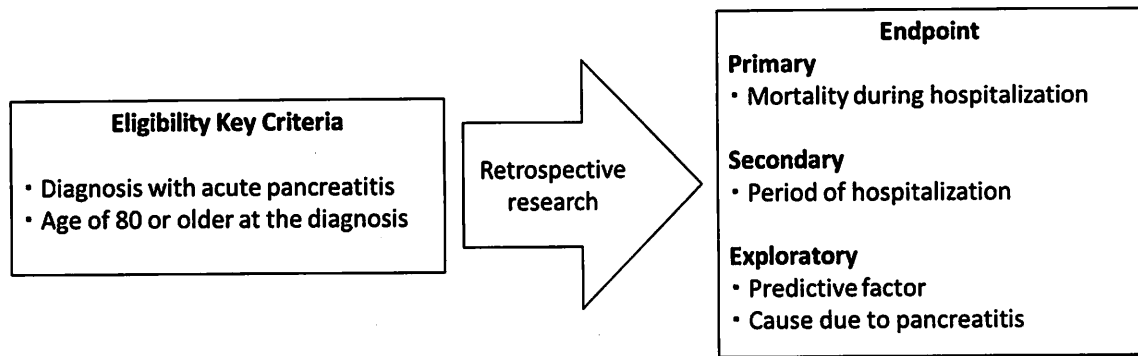 Eligibility Key Criteria
・Diagnosis with acute pancreatitis
・Age of 80 or older at the diagnosis
Retrospective
research
Endpoint
Primary
・Mortality during hospitalization
Secondary
・Period of hospitalization
Exploratory
・Predictive factor
・Cause due to pancreatitis